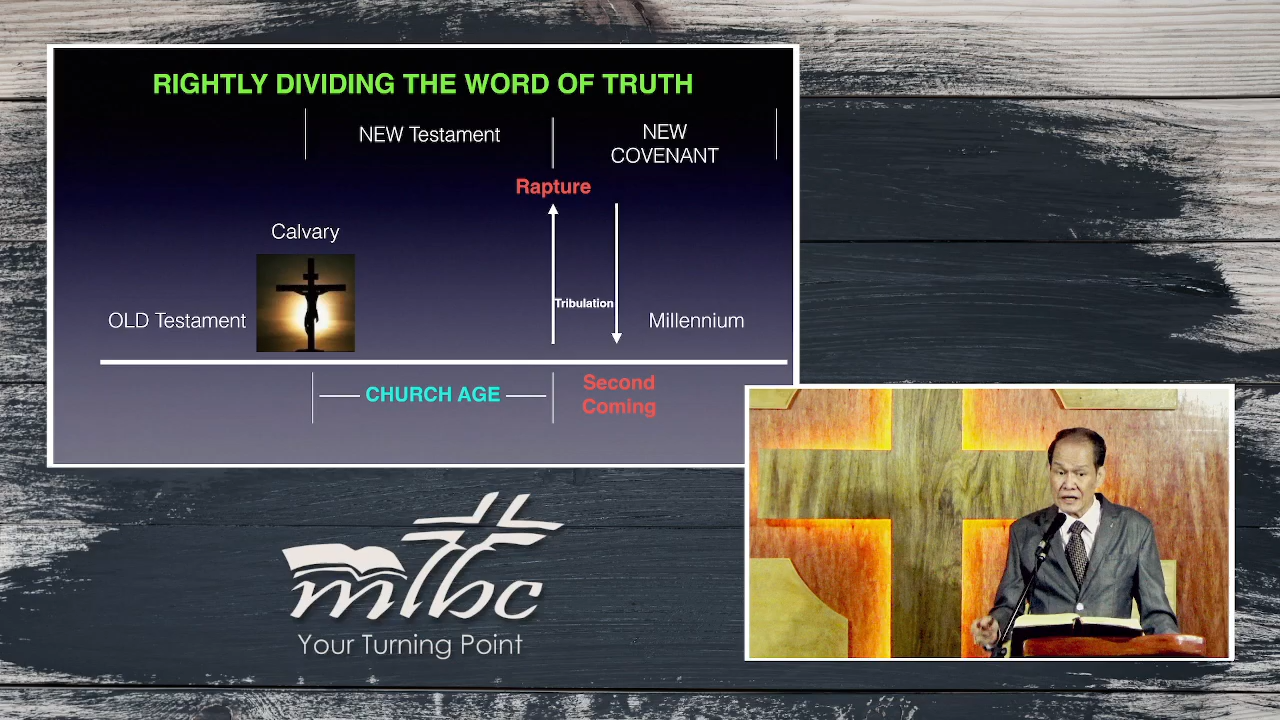 RIGHTLY DIVIDING THE WORD OF TRUTH
NEW Testament
NEW
COVENANT
Rapture
Calvary
Tribulation
OLD Testament
Millennium
CHURCH AGE
Second
Coming
mlbc
Your Turning Point